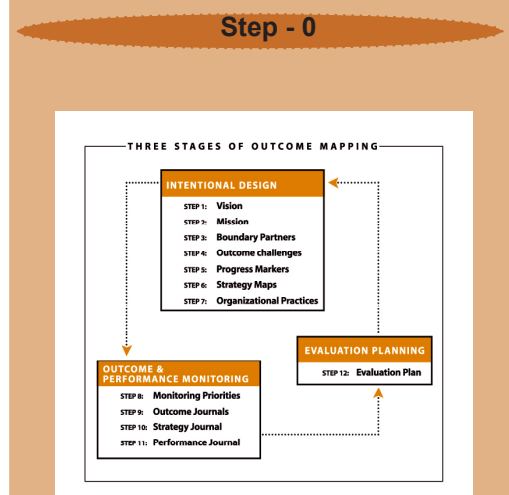 Step - 0
THREE STAGES OF OUTCOME MAPPING
INTENTIONAL DESIGN
STEP 1: Vision
STEP 2: Mission
STEP 3: Boundary Partners
STEP 4: Outcome challenges
STEP 5: Progress Markers
STEP 6: Strategy Maps
STEP 7: Organizational Practices
OUTCOME &
PERFORMANCE MONITORING
STEP 8: Monitoring Priorities
STEP 9: Outcome Journals
STEP 10: Strategy Journal
STEP 11: Performance Journal
EVALUATION PLANNING
STEP 12: Evaluation Plan